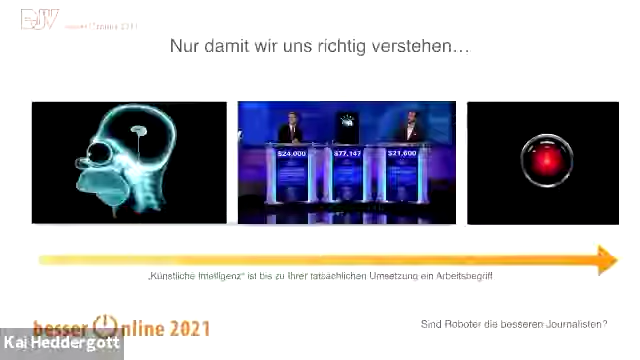 DJV
Nur damit wir uns richtig verstehen…
$24,000
$77,147
$21,600
„Künstliche Intelligenz“ ist bis zu ihrer tatsächlichen Umsetzung ein Arbeitsbegriff
besser Online 2021
Sind Roboter die besseren Journalisten?
Kai Heddergott